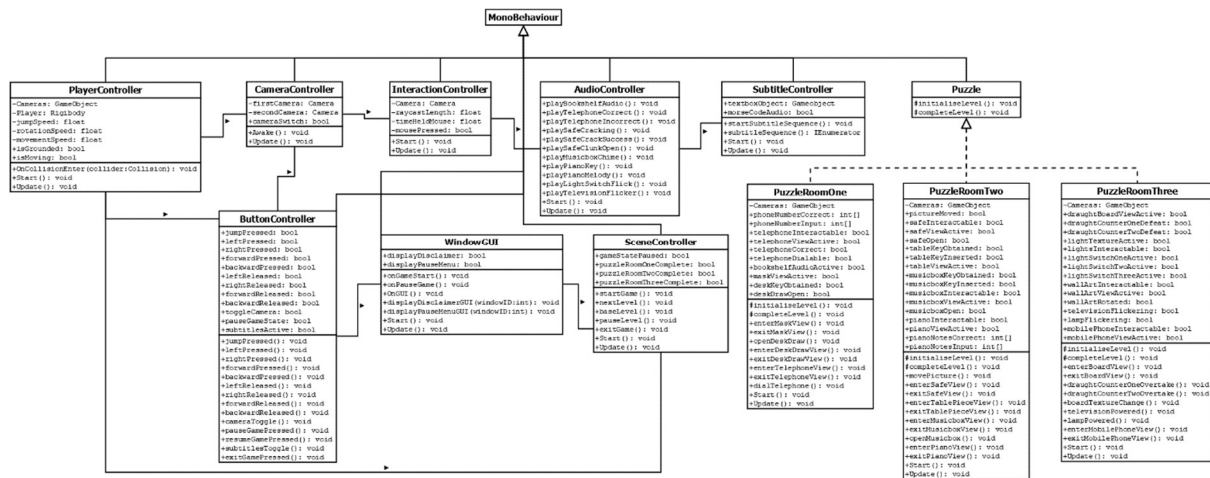 MonoBehaviour
PlayerController
-Cameras: GameObject
-Player: Rigibody
-jumpSpeed: float
-rotationSpeed: float
-movementSpeed: float
+isGrounded: bool
+isMoving: bool
+OnCollisionEnter(collider:Collision): void
+Start(): void
+Update(): void
CameraController
-firstCamera: Camera
-secondCamera: Camera
+cameraSwitch: bool
+Awake(): void
+Update(): void
InteractionController
-Camera: Camera
-raycastLength: float
-timeHeldMouse: float
-mousePressed: bool
+Start(): void
+Update(): void
AudioController
+playBookshelfAudio(): void
+playTelephoneCorrect(): void
+playTelephoneIncorrect(): void
+playSafeCracking(): void
+playSafeCrackSuccess(): void
+playSafeClunkOpen(): void
+playMusicboxChime(): void
+playPianoKey(): void
+playPianoMelody(): void
+playLightSwitchFlick(): void
+playTelevisionFlicker(): void
+Start(): void
+Update(): void
SubtitleController
+textboxObject: Gameobject
+morseCodeAudio: bool
+startSubtitleSequence(): void
+subtitleSequence(): IEnumerator
+Start(): void
+Update(): void
Puzzle
#initialiseLevel(): void
#completeLevel(): void
ButtonController
+jumpPressed: bool
+leftPressed: bool
+rightPressed: bool
+forwardPressed: bool
+backwardPressed: bool
+leftReleased: bool
+rightReleased: bool
+forwardReleased: bool
+backwardReleased: bool
+toggleCamera: bool
+pauseGameState: bool
+subtitlesActive: bool
+jumpPressed(): void
+leftPressed(): void
+rightPressed(): void
+forwardPressed(): void
+backwardPressed(): void
+leftReleased(): void
+rightReleased(): void
+forwardReleased(): void
+backwardReleased(): void
+cameraToggle(): void
+pauseGamePressed(): void
+resumeGamePressed(): void
+subtitlesToggle(): void
+exitGamePressed(): void
WindowGUI
+displayDisclaimer: bool
+displayPauseMenu: bool
+onGameStart(): void
+onPauseGame(): void
+OnGUI(): void
+displayDisclaimerGUI(windowID:int): void
+displayPauseMenuGUI(windowID:int): void
+Start(): void
+Update(): void
SceneController
+gameStatePaused: bool
+puzzleRoomOneComplete: bool
+puzzleRoomTwoComplete: bool
+puzzleRoomThreeComplete: bool
+startGame(): void
+nextLevel(): void
+baseLevel(): void
+pauseLevel(): void
+exitGame(): void
+Start(): void
+Update(): void
PuzzleRoomOne
-Cameras: GameObject
+phoneNumberCorrect: int[]
+phoneNumberInput: int[]
+telephoneInteractable: bool
+telephoneViewActive: bool
+telephoneCorrect: bool
+telephoneDialable: bool
+bookshelfAudioActive: bool
+maskViewActive: bool
+deskKeyObtained: bool
+deskDrawOpen: bool
#initialiseLevel(): void
#completeLevel(): void
+enterMaskView(): void
+exitMaskView(): void
+openDeskDraw(): void
+enterDeskDrawView(): void
+exitDeskDrawView(): void
+enterTelephoneView(): void
+exitTelephoneView(): void
+dialTelephone(): void
+Start(): void
+Update(): void
PuzzleRoomTwo
-Cameras: GameObject
+pictureMoved: bool
+safeInteractable: bool
+safeViewActive: bool
+safeOpen: bool
+tableKeyObtained: bool
+tableKeyInserted: bool
+tableViewActive: bool
+musicboxKeyObtained: bool
+musicboxKeyInserted: bool
+musicboxInteractable: bool
+musicboxViewActive: bool
+musicboxOpen: bool
+pianoInteractable: bool
+pianoViewActive: bool
+pianoNotesCorrect: int[]
+pianoNotesInput: int[]
#initialiseLevel(): void
#completeLevel(): void
+movePicture(): void
+enterSafeView(): void
+exitSafeView(): void
+enterTablePieceView(): void
+exitTablePieceView(): void
+enterMusicboxView(): void
+exitMusicboxView(): void
+openMusicbox(): void
+enterPianoView(): void
+exitPianoView(): void
+Start(): void
+Update(): void
PuzzleRoomThree
-Cameras: GameObject
+draughtBoardViewActive: bool
+draughtCounterOneDefeat: bool
+draughtCounterTwoDefeat: bool
+lightTextureActive: bool
+lightInteractable: bool
+lightSwitchOneActive: bool
+lightSwitchTwoActive: bool
+lightSwitchThreeActive: bool
+wallArtInteractable: bool
+wallArtViewActive: bool
+wallArtRotated: bool
+televisionFlickering: bool
+lampFlickering: bool
+mobilePhoneInteractable: bool
+mobilePhoneViewActive: bool
#initialiseLevel(): void
#completeLevel(): void
+enterBoardView(): void
+exitBoardView(): void
+draughtCounterOneOvertake(): void
+draughtCounterTwoOvertake(): void
+boardTextureChange(): void
+televisionPowered(): void
+lampPowered(): void
+enterMobilePhoneView(): void
+exitMobilePhoneView(): void
+Start(): void
+Update(): void